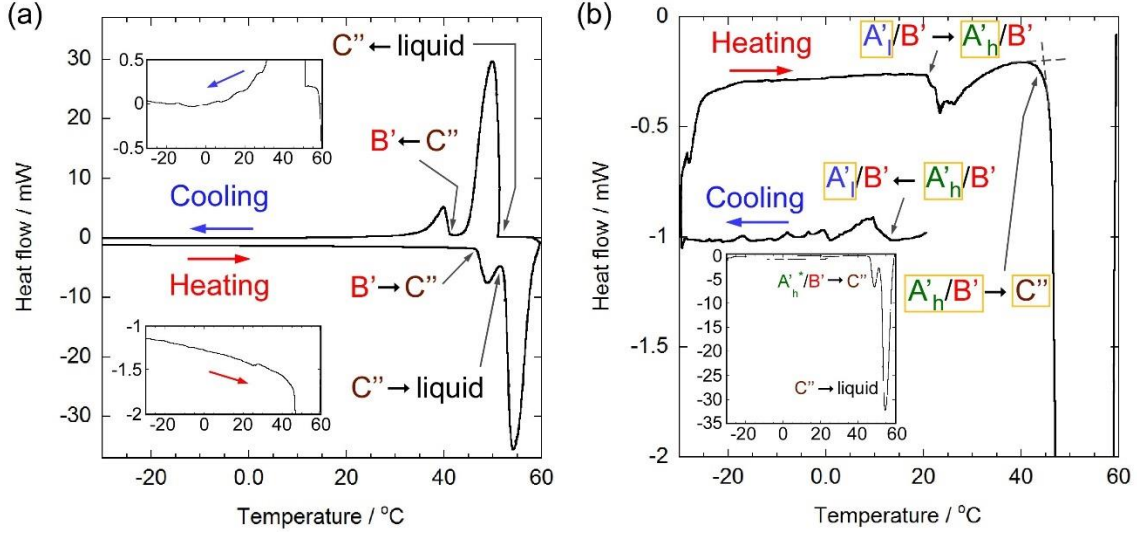 (a)
C'' ← liquid
B' ← C''
Cooling
Heating
B' → C''
C'' → liquid
30
20
10
0
-10
-20
-30
Heat flow / mW
-20
0.0
20
40
60
Temperature / °C
0.5
0
-0.5
-20
0
20
40
60
-1
-1.5
-2
-20
0
20
40
60
(b)
A'l/B' → A'h/B'
Heating
A'l/B' ← A'h/B'
Cooling
A'h/B' → C''
0
-0.5
-1
-1.5
-2
Heat flow / mW
-20
0.0
20
40
60
Temperature / °C
A'h*/B' → C''
C'' → liquid
0
-5
-10
-15
-20
-25
-30
-35
-20
0
20
40
60